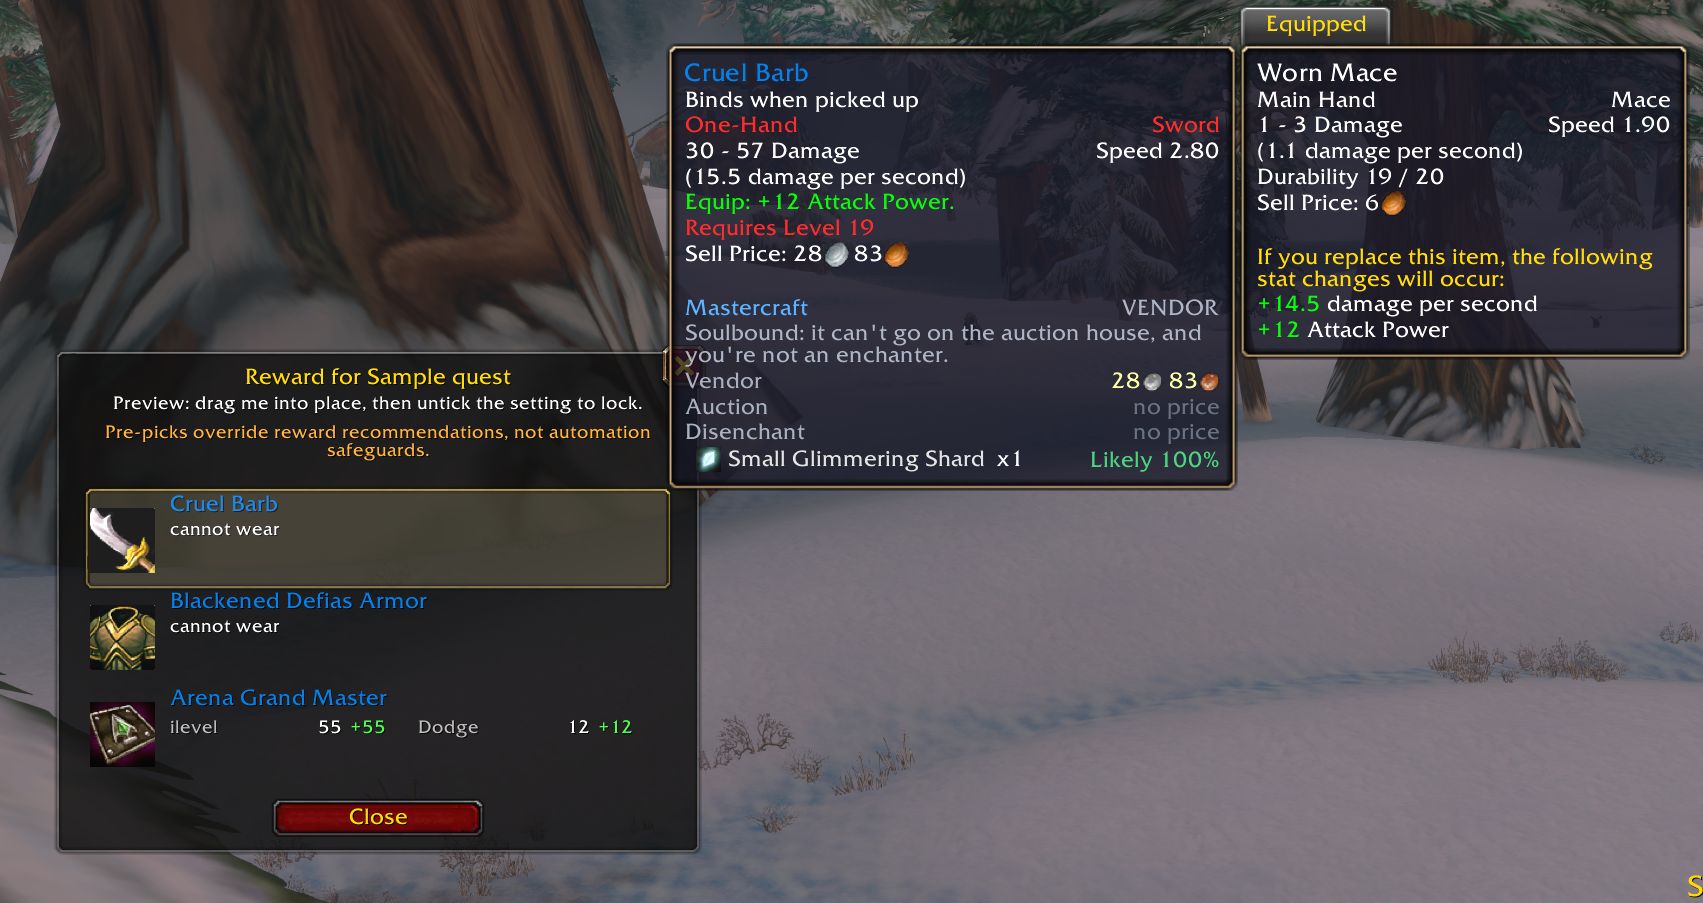 Equipped
Cruel Barb
Binds when picked up
One-Hand Sword
30 - 57 Damage Speed 2.80
(15.5 damage per second)
Equip: +12 Attack Power.
Requires Level 19
Sell Price: 28 83
Mastercraft VENDOR
Soulbound: it can't go on the auction house, and
you're not an enchanter.
Vendor 28 83
Auction no price
Disenchant no price
Small Glimmering Shard x1 Likely 100%
Worn Mace
Main Hand Mace
1 - 3 Damage Speed 1.90
(1.1 damage per second)
Durability 19 / 20
Sell Price: 6
If you replace this item, the following
stat changes will occur:
+14.5 damage per second
+12 Attack Power
Reward for Sample quest
Preview: drag me into place, then untick the setting to lock.
Pre-picks override reward recommendations, not automation
safeguards.
Cruel Barb
cannot wear
Blackened Defias Armor
cannot wear
Arena Grand Master
ilevel 55 +55 Dodge 12 +12
Close